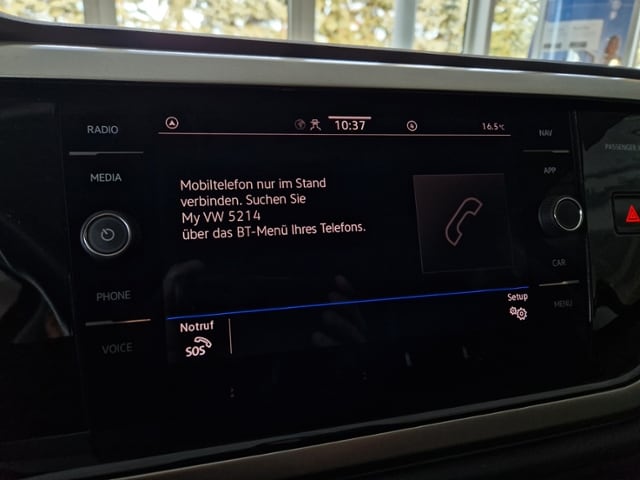 RADIO
MEDIA
PHONE
VOICE
10:37
16.5°C
Mobiltelefon nur im Stand
verbinden. Suchen Sie
My VW 5214
über das BT-Menü Ihres Telefons.
Notruf
SOS
Setup
NAV
APP
CAR
MENU
PASSENGER